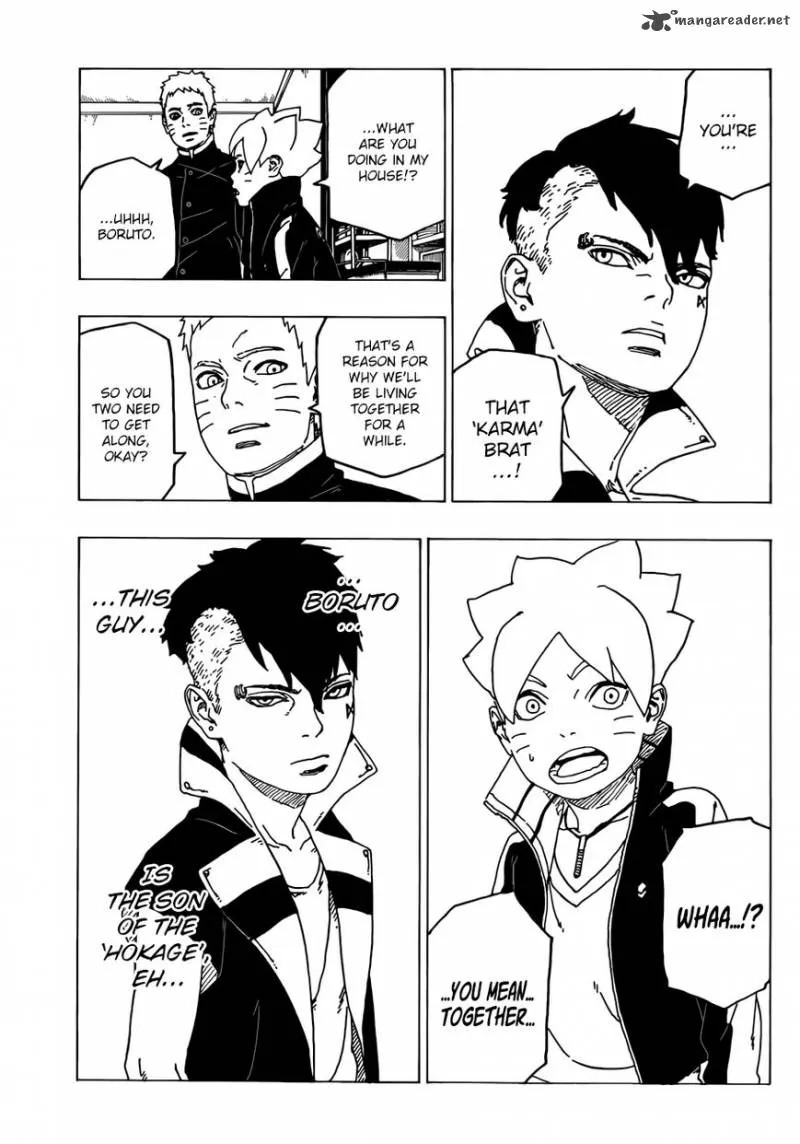 mangareader.net
...
YOU'RE
...
THAT
'KARMA'
BRAT
...!
...WHAT
ARE YOU
DOING IN MY
HOUSE!?
...UHHH,
BORUTO.
THAT'S A
REASON FOR
WHY WE'LL
BE LIVING
TOGETHER
FOR A
WHILE.
SO YOU
TWO NEED
TO GET
ALONG,
OKAY?
WHAA...!?
...YOU MEAN...
TOGETHER...
...
BORUTO
...
...THIS
GUY...
IS
THE SON
OF THE
'HOKAGE',
EH...